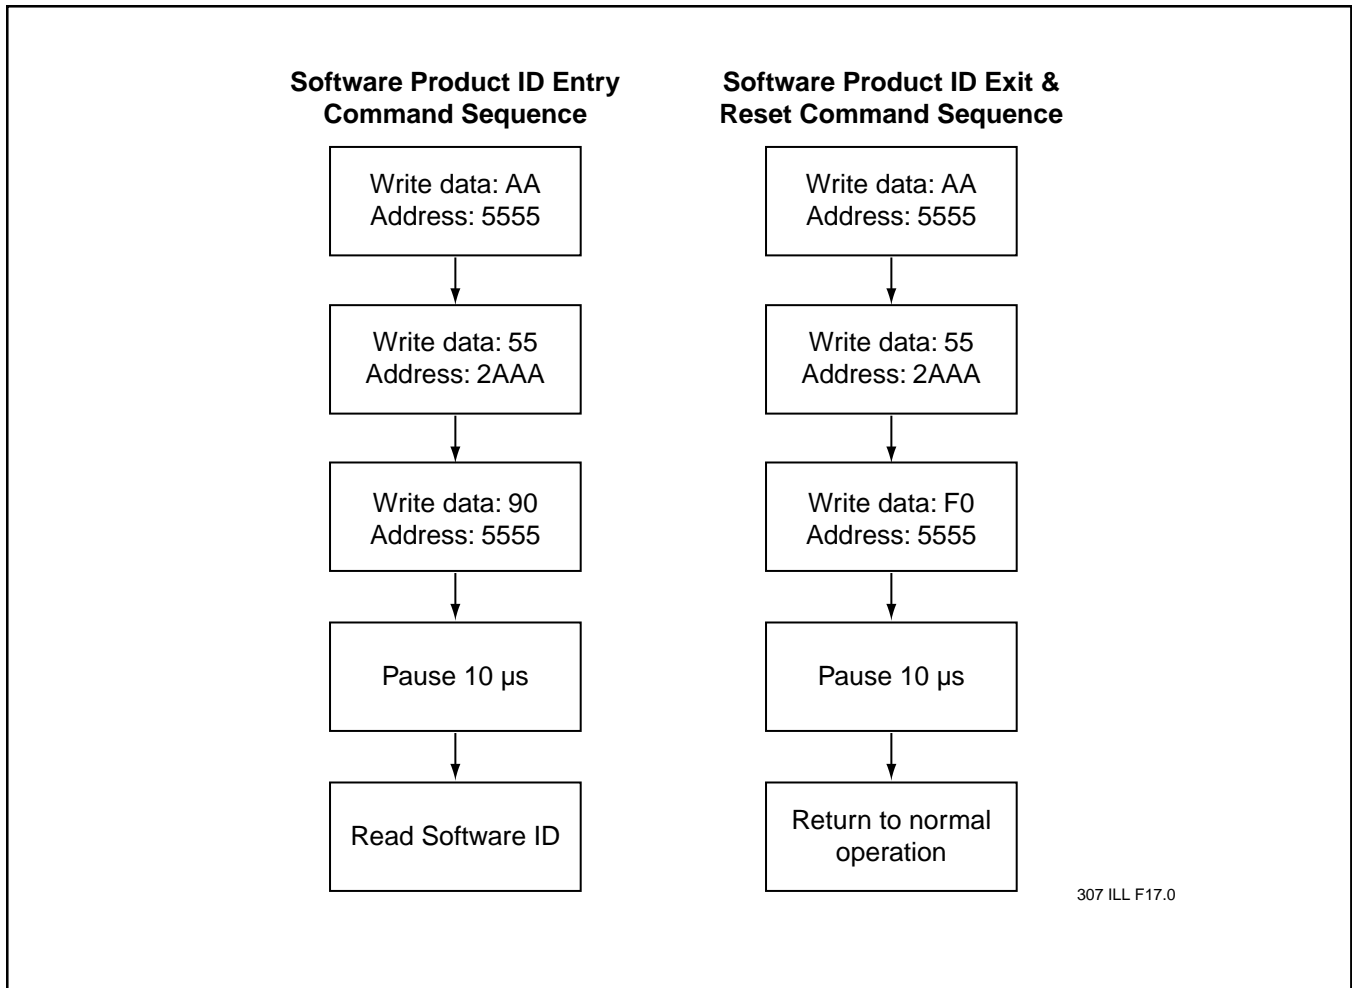 Software Product ID Entry
Command Sequence
Write data: AA
Address: 5555
Write data: 55
Address: 2AAA
Write data: 90
Address: 5555
Pause 10 µs
Read Software ID
Software Product ID Exit &
Reset Command Sequence
Write data: AA
Address: 5555
Write data: 55
Address: 2AAA
Write data: F0
Address: 5555
Pause 10 µs
Return to normal
operation
307 ILL F17.0